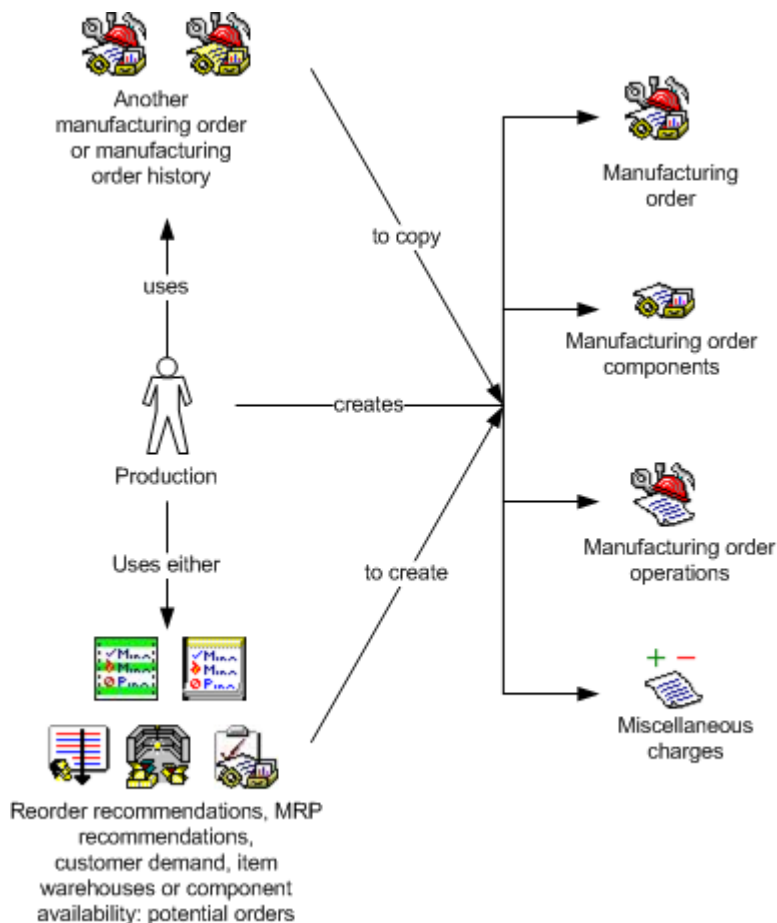 Another
manufacturing order
or manufacturing
order history
Manufacturing
order
to copy
uses
Manufacturing order
components
creates
Production
Manufacturing order
operations
Uses either
to create
Miscellaneous
charges
Reorder recommendations, MRP
recommendations,
customer demand, item
warehouses or component
availability: potential orders